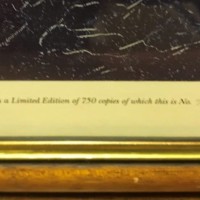 a Limited Edition of 750 copies of which this is No.